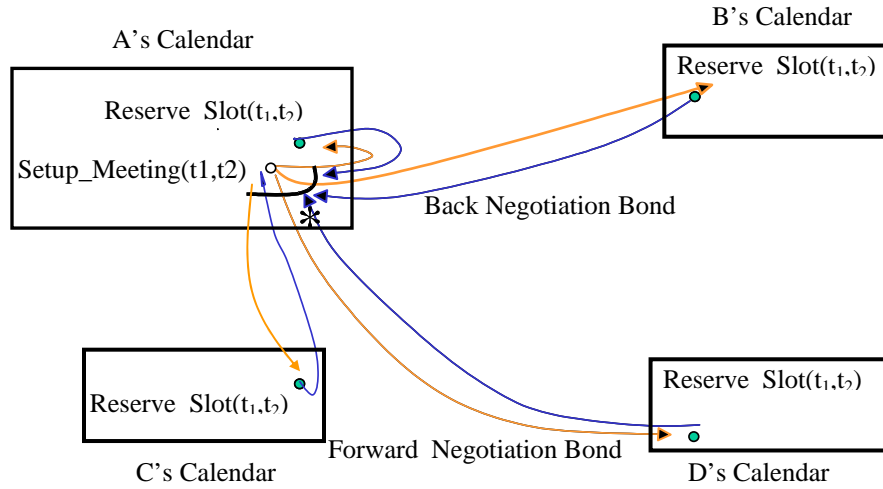 A's Calendar
B's Calendar
Reserve Slot(t₁,t₂)
Reserve Slot(t₁,t₂)
Setup_Meeting(t1,t2)
Back Negotiation Bond
*
Reserve Slot(t₁,t₂)
Reserve Slot(t₁,t₂)
Forward Negotiation Bond
C's Calendar
D's Calendar